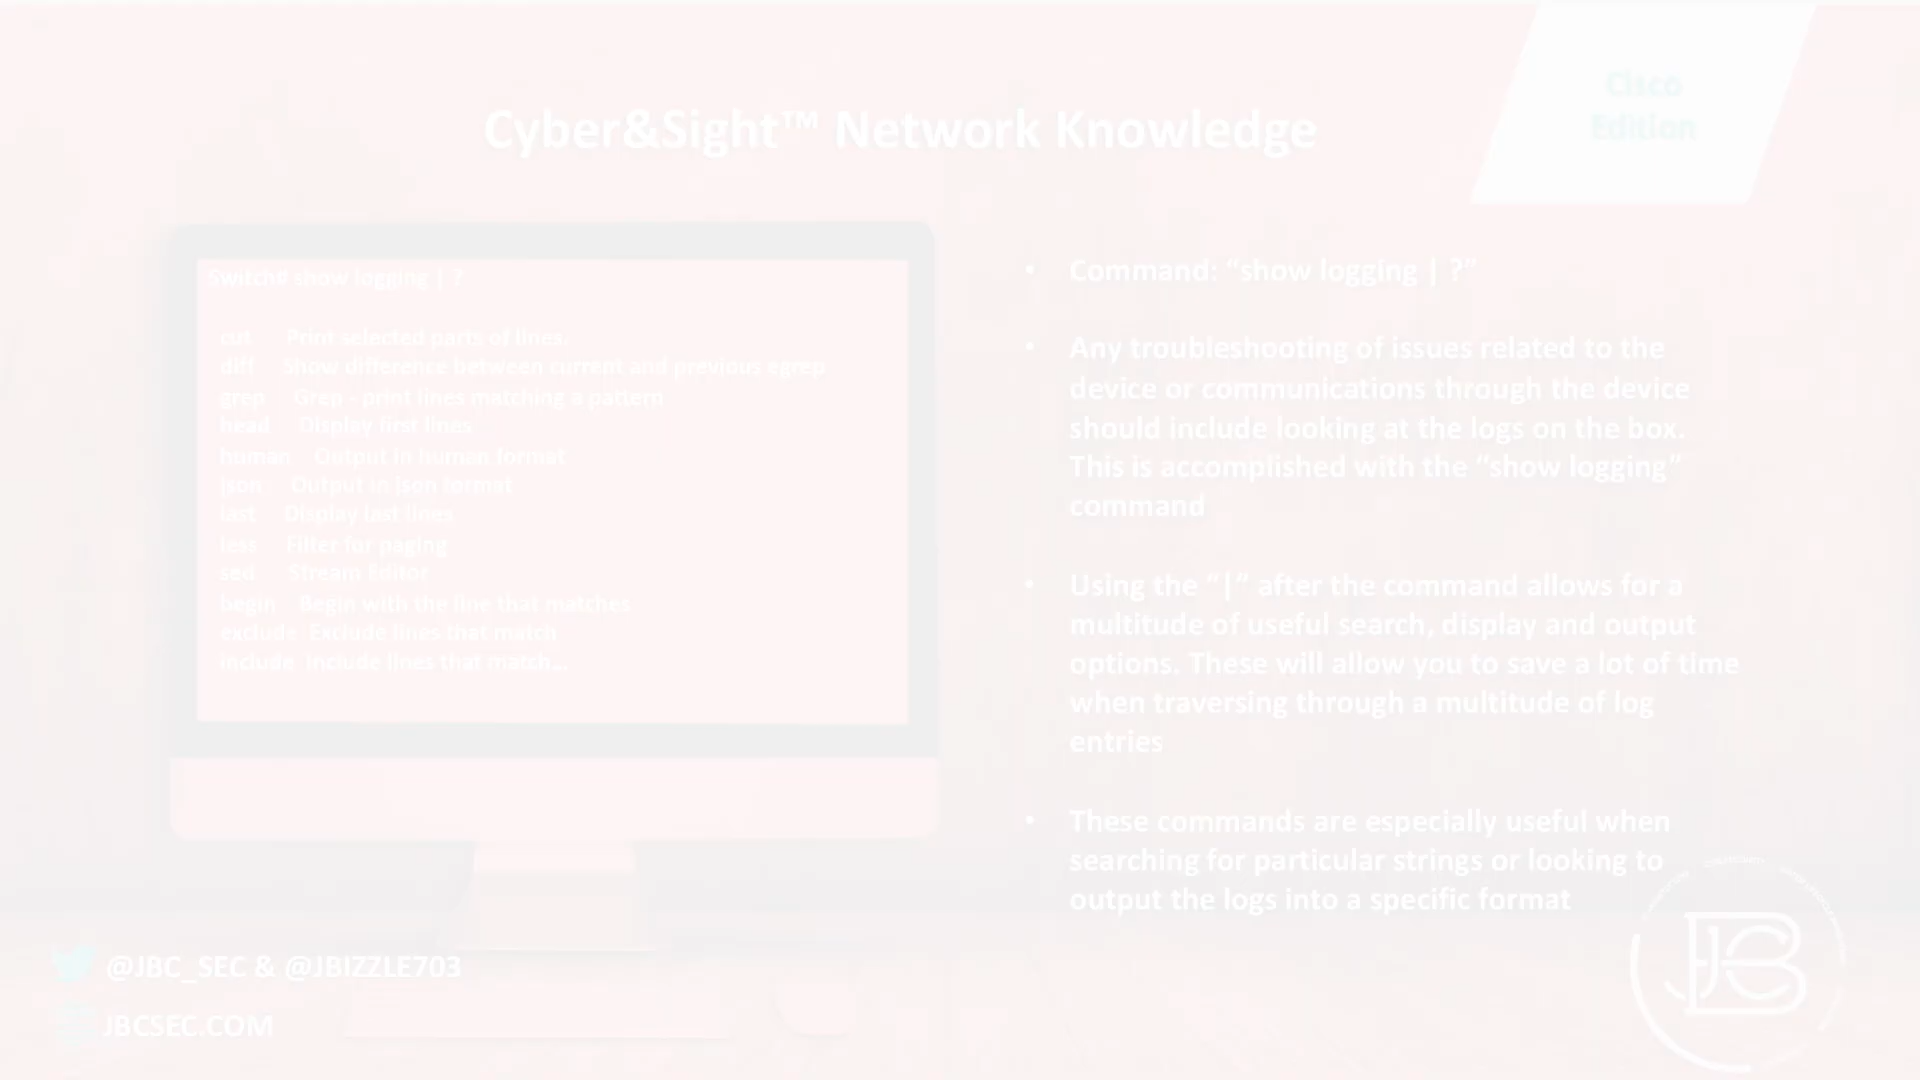 Cisco
Edition
Cyber&Sight™ Network Knowledge
Switch# show logging | ?
cut Print selected parts of lines.
diff Show difference between current and previous egrep
grep Grep - print lines matching a pattern
head Display first lines
human Output in human format
json Output in json format
last Display last lines
less Filter for paging
sed Stream Editor
begin Begin with the line that matches
exclude Exclude lines that match
include Include lines that match...
• Command: “show logging | ?”
• Any troubleshooting of issues related to the
device or communications through the device
should include looking at the logs on the box.
This is accomplished with the “show logging”
command
• Using the “|” after the command allows for a
multitude of useful search, display and output
options. These will allow you to save a lot of time
when traversing through a multitude of log
entries
• These commands are especially useful when
searching for particular strings or looking to
output the logs into a specific format
@JBC_SEC & @JBIZZLE703
JBCSEC.COM
JBC